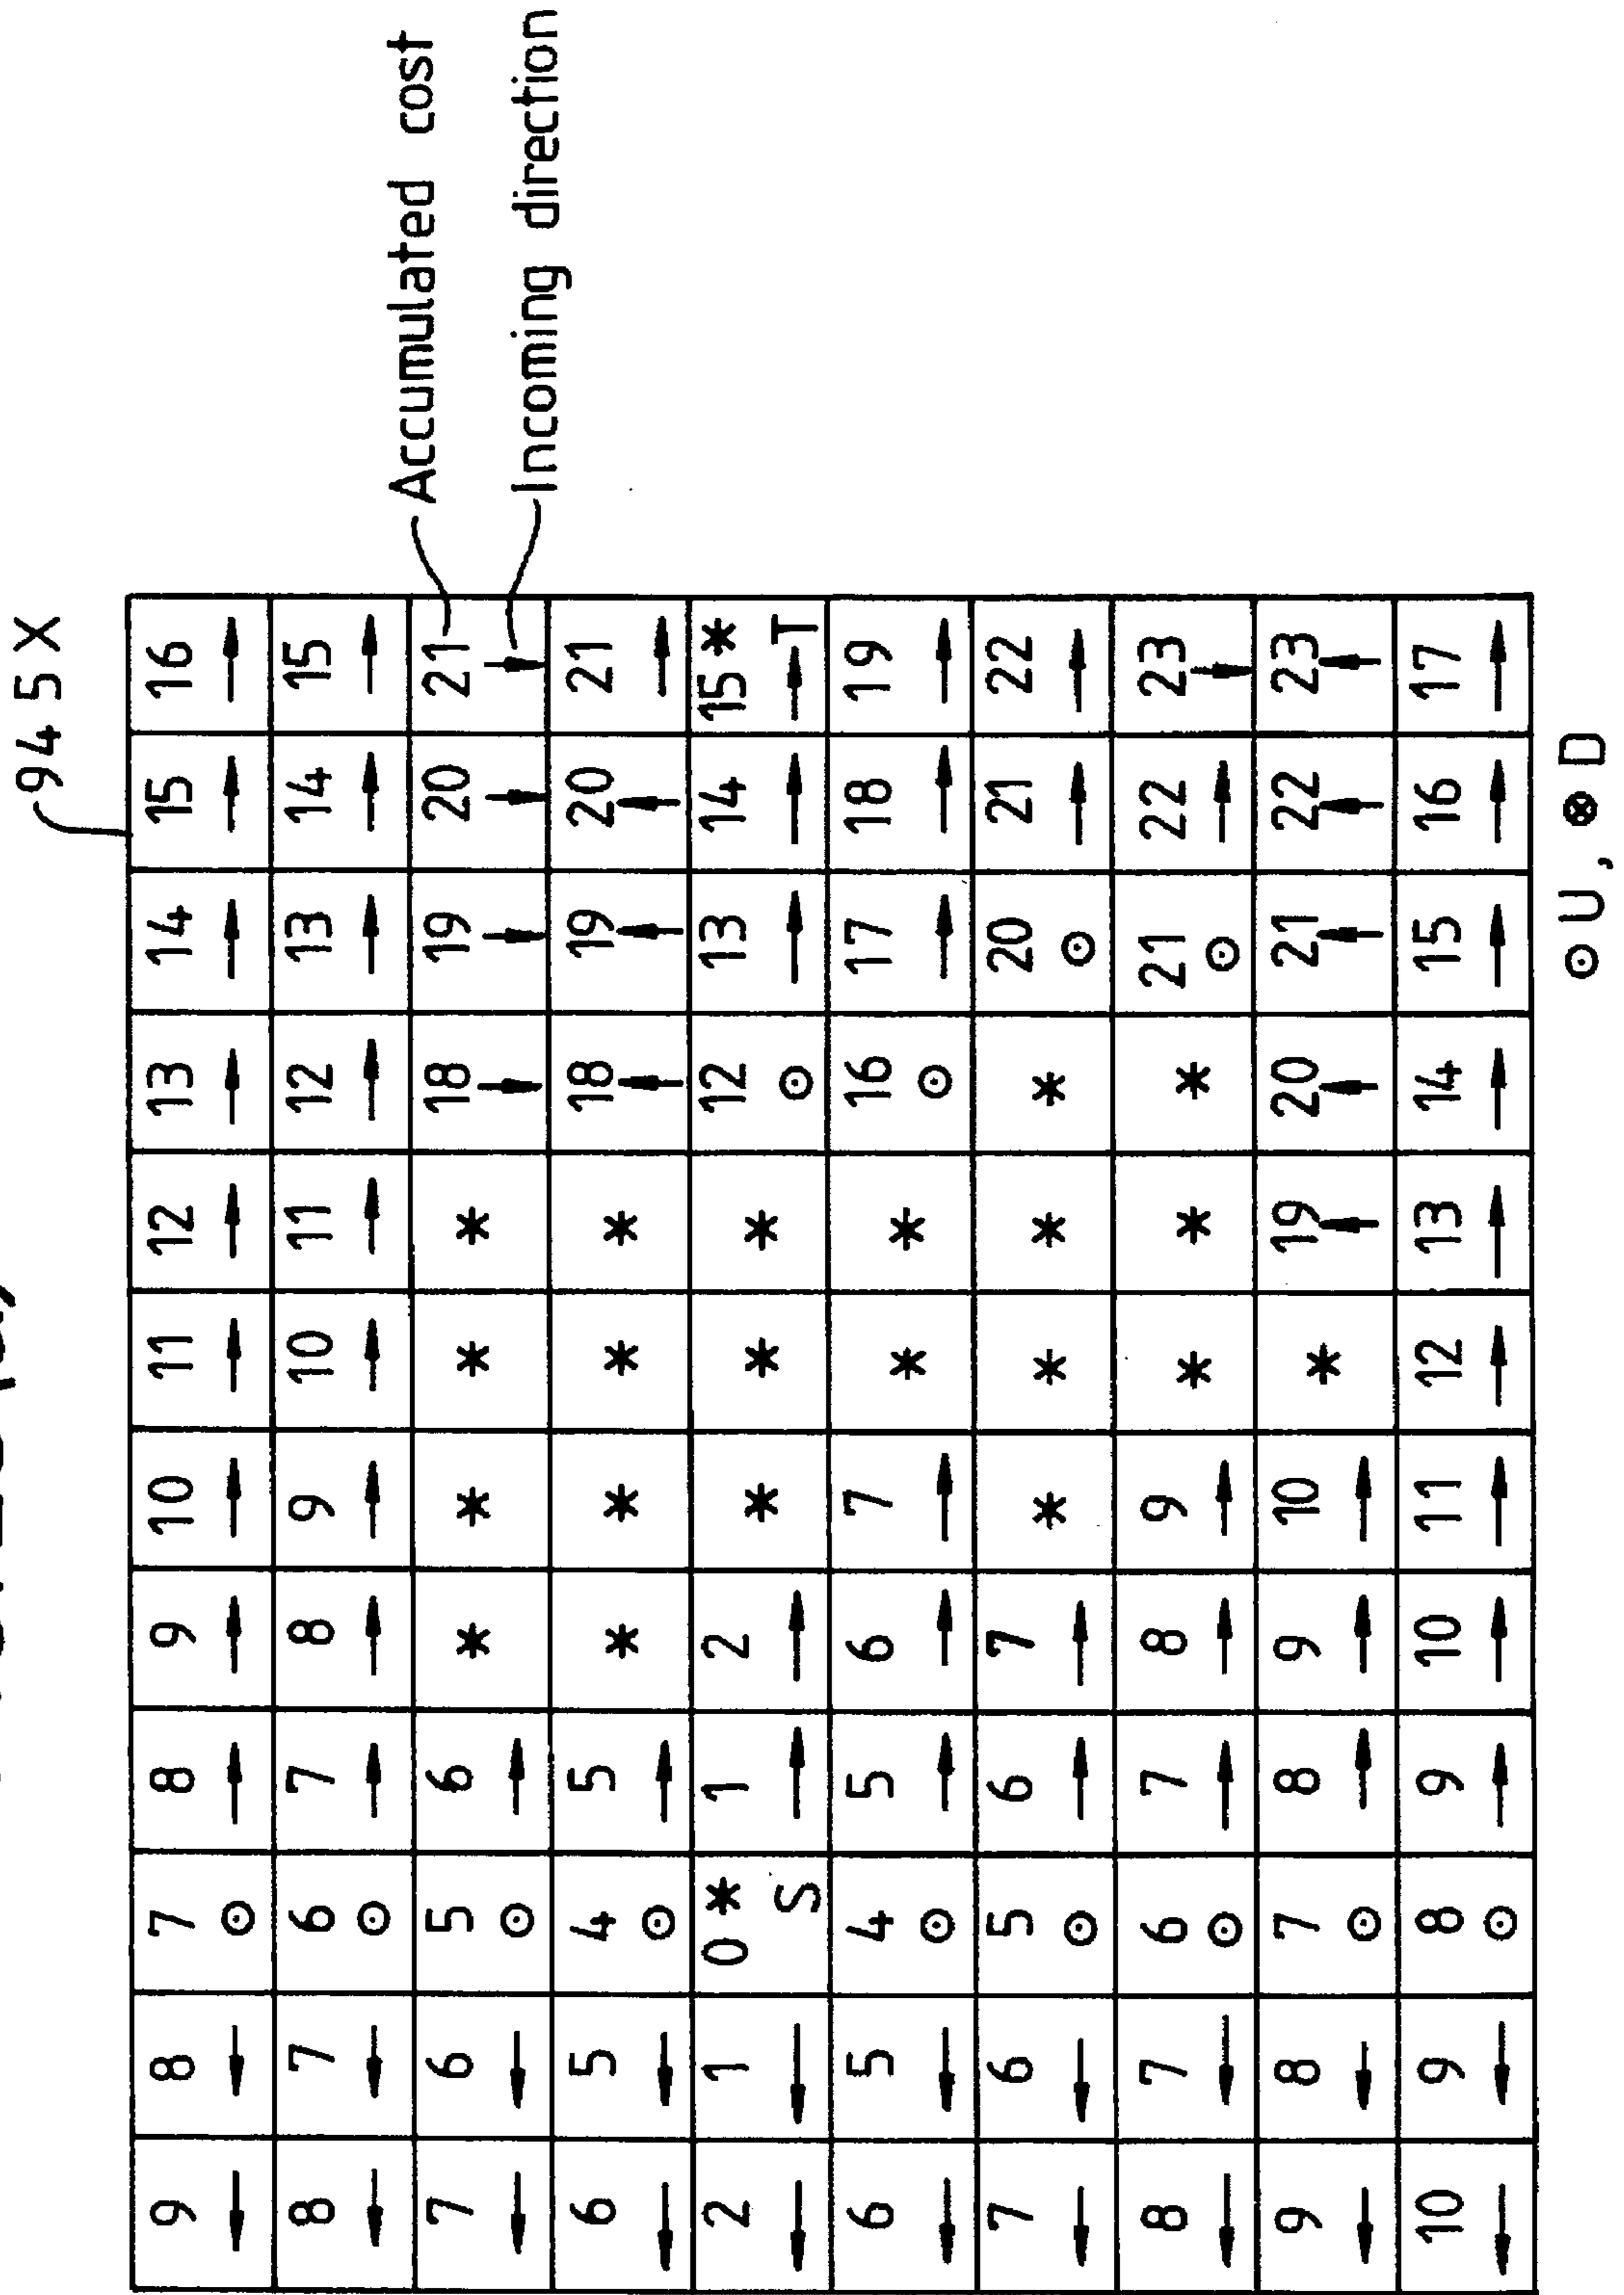 945X
9 8 7 8 9 10 11 12 13 14 15 16
8 7 6 7 8 9 10 11 12 13 14 15
7 6 5 6 * * * * 18 19 20 21
Accumulated cost
Incoming direction
6 5 4 5 * * * * 18 19 20 21
2 1 0* 1 2 * * * 12 13 14 15*
S T
6 5 4 5 6 7 * * 16 17 18 19
7 6 5 6 7 * * * * 20 21 22
8 7 6 7 8 9 * * * 21 22 23
9 8 7 8 9 10 * 19 20 21 22 23
10 9 8 9 10 11 12 13 14 15 16 17
⊙ U , ⊗ D